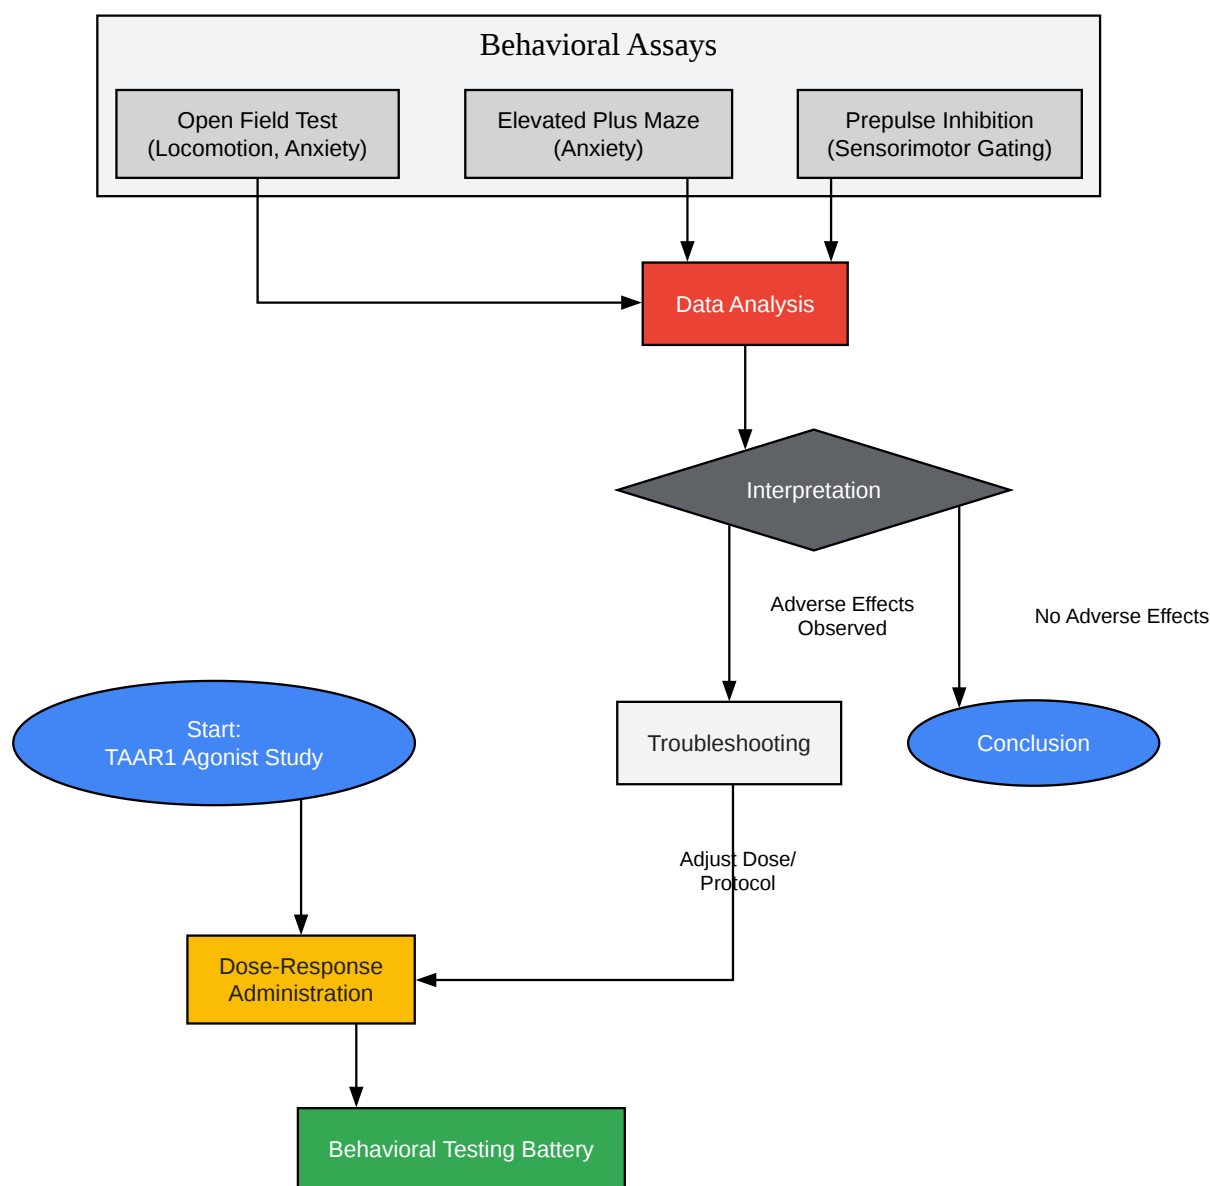 Behavioral Assays
Open Field Test
(Locomotion, Anxiety)
Elevated Plus Maze
(Anxiety)
Prepulse Inhibition
(Sensorimotor Gating)
Data Analysis
Interpretation
Adverse Effects
Observed
No Adverse Effects
Start:
TAAR1 Agonist Study
Troubleshooting
Conclusion
Adjust Dose/
Protocol
Dose-Response
Administration
Behavioral Testing Battery